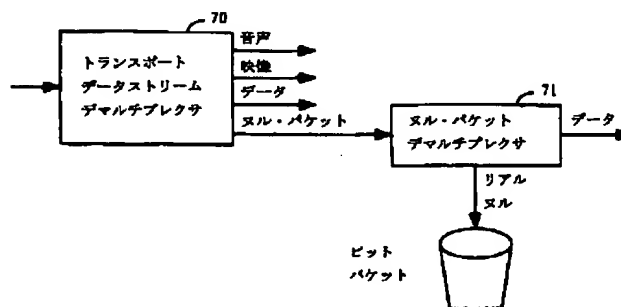 70
トランスポート
データストリーム
デマルチプレクサ
音声
映像
データ
ヌル・パケット
71
ヌル・パケット
デマルチプレクサ
データ
リアル
ヌル
ビット
バケット